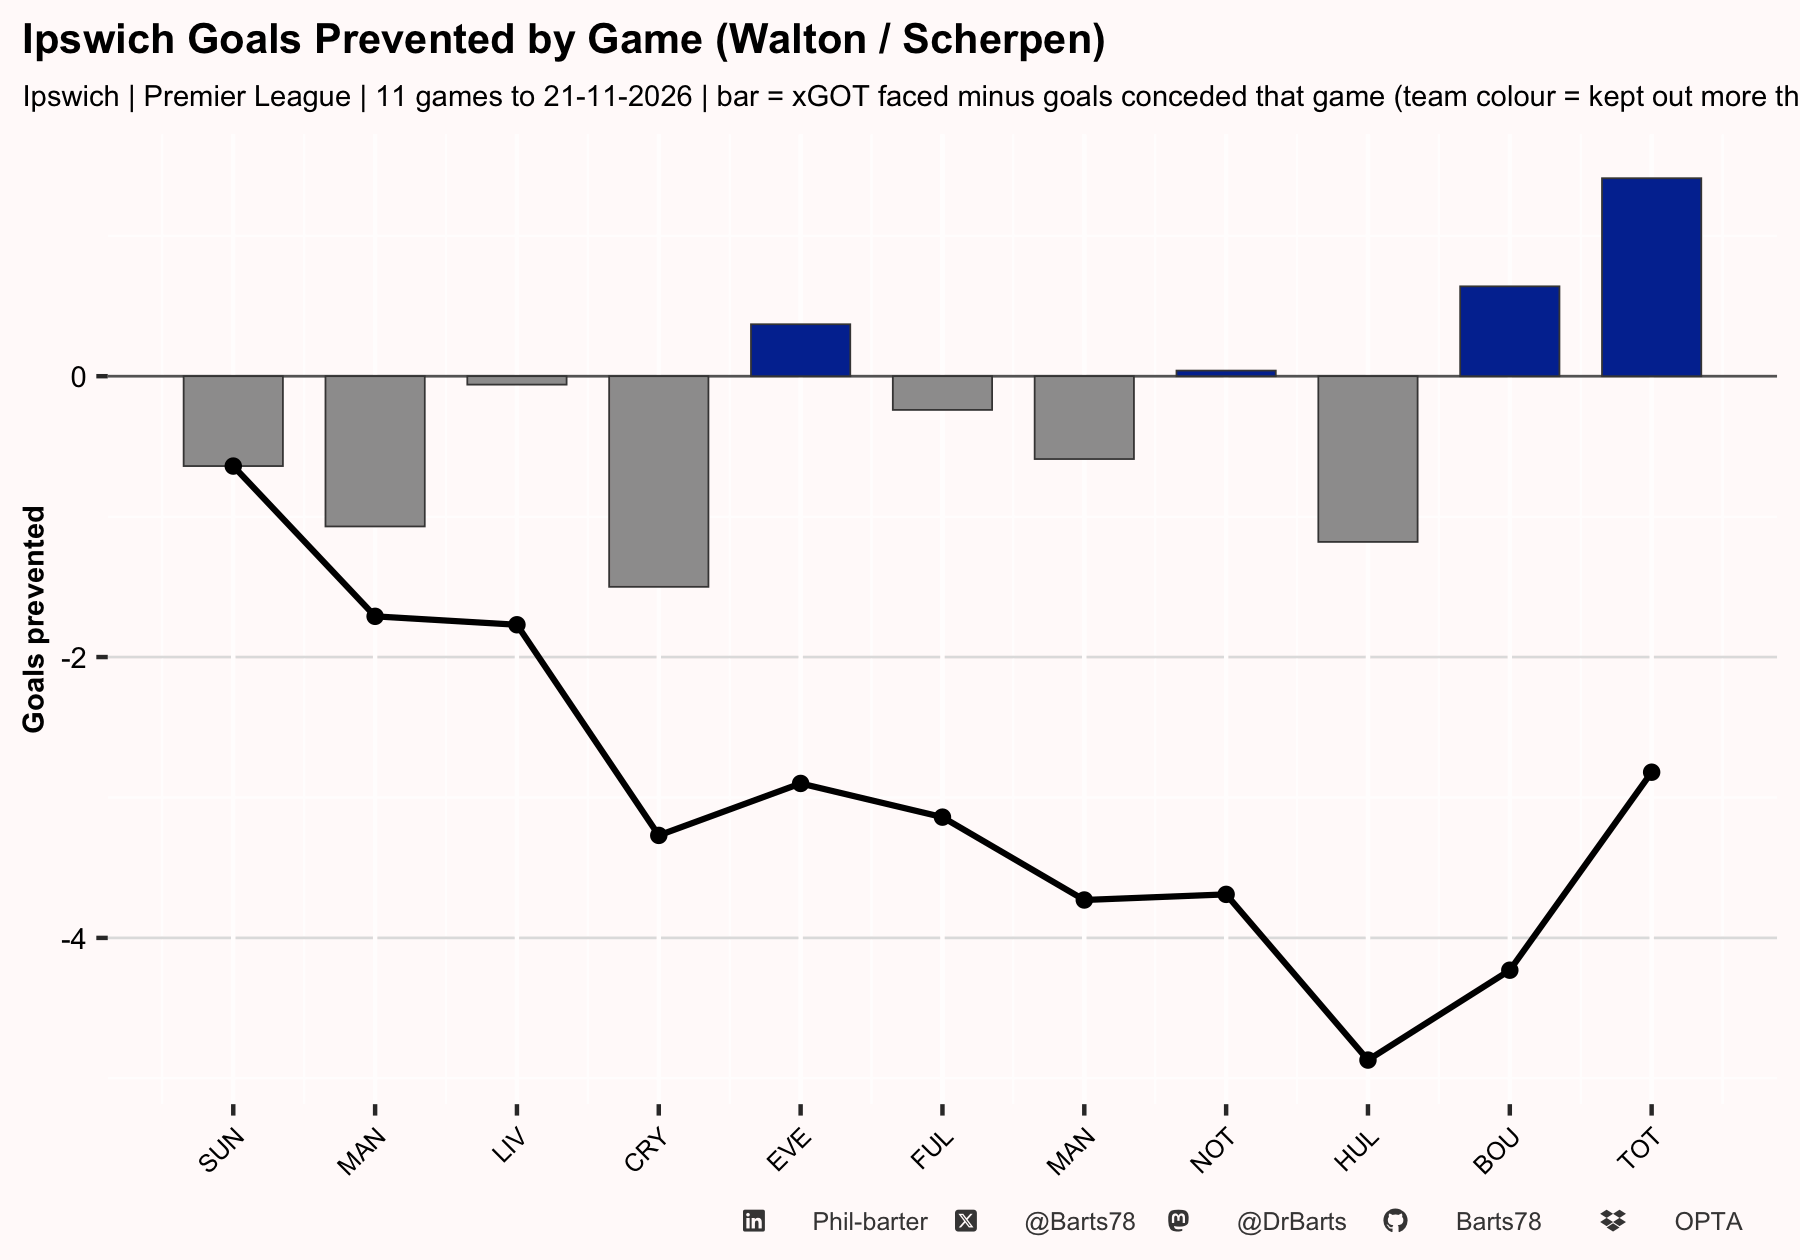 Ipswich Goals Prevented by Game (Walton / Scherpen)
Ipswich | Premier League | 11 games to 21-11-2026 | bar = xGOT faced minus goals conceded that game (team colour = kept out more th
Goals prevented
0
-2
-4
SUN MAN LIV CRY EVE FUL MAN NOT HUL BOU TOT
Phil-barter @Barts78 @DrBarts Barts78 OPTA